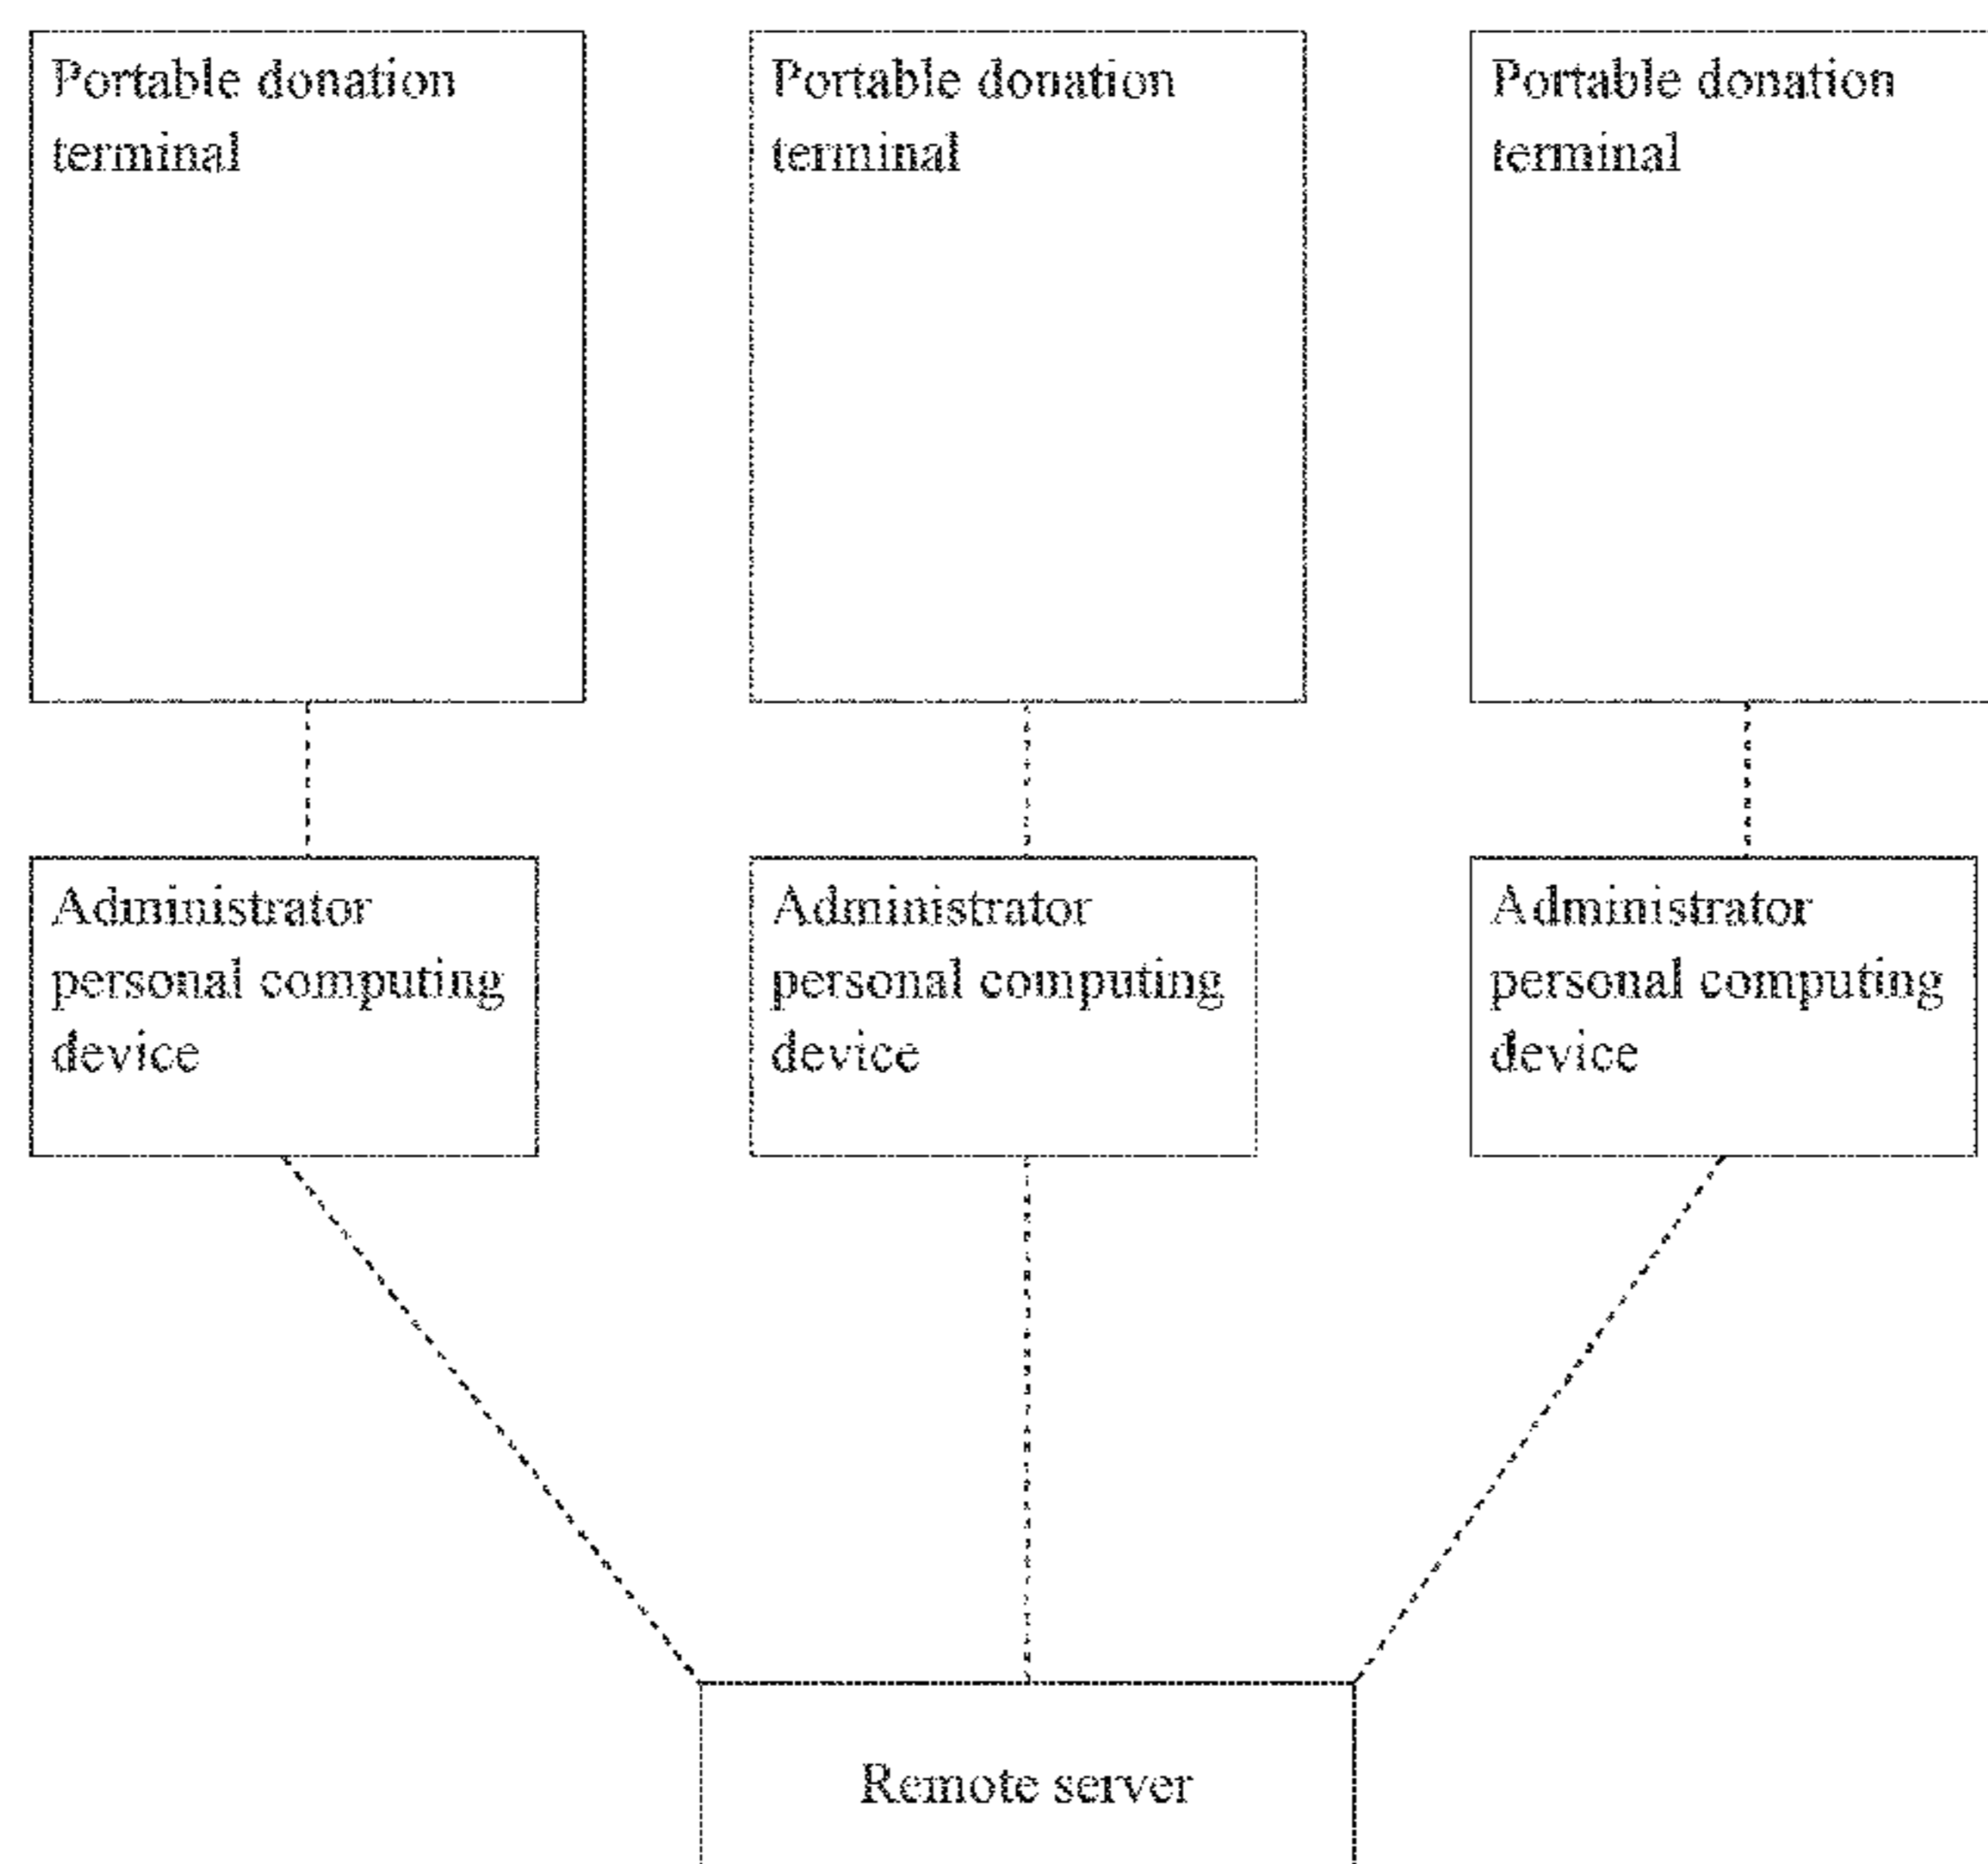 Portable donation
terminal
Portable donation
terminal
Portable donation
terminal
Administrator
personal computing
device
Administrator
personal computing
device
Administrator
personal computing
device
Remote server